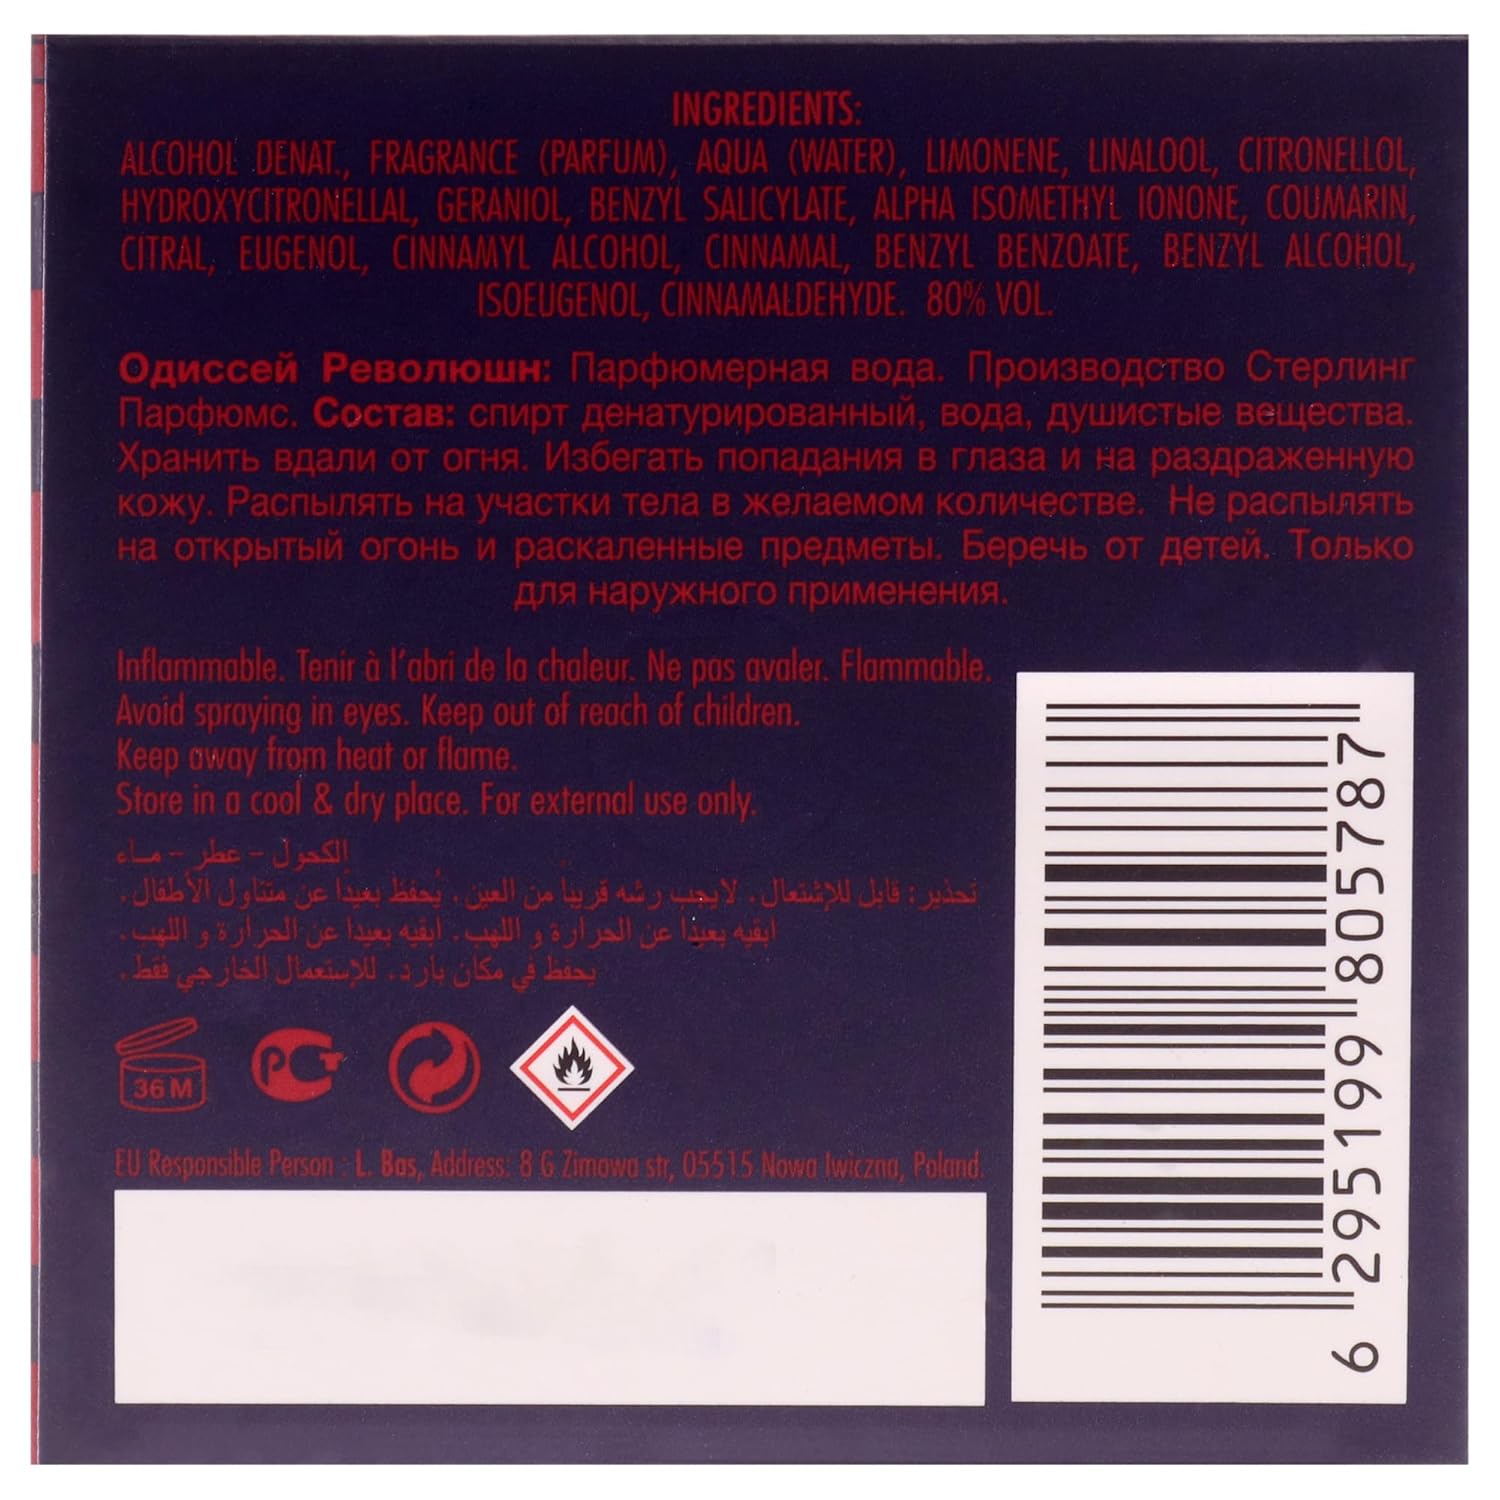 INGREDIENTS:
ALCOHOL DENAT., FRAGRANCE (PARFUM), AQUA (WATER), LIMONENE, LINALOOL, CITRONELLOL,
HYDROXYCITRONELLAL, GERANIOL, BENZYL SALICYLATE, ALPHA ISOMETHYL IONONE, COUMARIN,
CITRAL, EUGENOL, CINNAMYL ALCOHOL, CINNAMAL, BENZYL BENZOATE, BENZYL ALCOHOL,
ISOEUGENOL, CINNAMALDEHYDE. 80% VOL.
Одиссей Революшн: Парфюмерная вода. Производство Стерлинг
Парфюмс. Состав: спирт денатурированный, вода, душистые вещества.
Хранить вдали от огня. Избегать попадания в глаза и на раздраженную
кожу. Распылять на участки тела в желаемом количестве. Не распылять
на открытый огонь и раскаленные предметы. Беречь от детей. Только
для наружного применения.
Inflammable. Tenir à l'abri de la chaleur. Ne pas avaler. Flammable.
Avoid spraying in eyes. Keep out of reach of children.
Keep away from heat or flame.
Store in a cool & dry place. For external use only.
الكحول - عطر - مـاء
تحذير: قابل للإشتعال. لايجب رشه قريباً من العين. يُحفظ بعيداً عن متناول الأطفال.
ابقيه بعيداً عن الحرارة و اللهب. ابقيه بعيدا عن الحرارة و اللهب.
يحفظ في مكان بارد. للإستعمال الخارجي فقط.
36 M
РСТ
EU Responsible Person : L. Bas, Address: 8 G Zimowa str, 05515 Nowa Iwiczna, Poland.
6 295199 805787